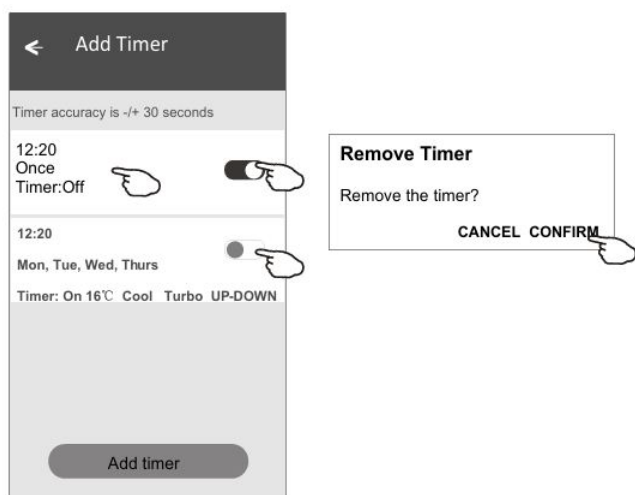 Add Timer
Timer accuracy is -/+ 30 seconds
12:20
Once
Timer:Off
12:20
Mon, Tue, Wed, Thurs
Timer: On 16℃ Cool Turbo UP-DOWN
Add timer
Remove Timer
Remove the timer?
CANCEL CONFIRM